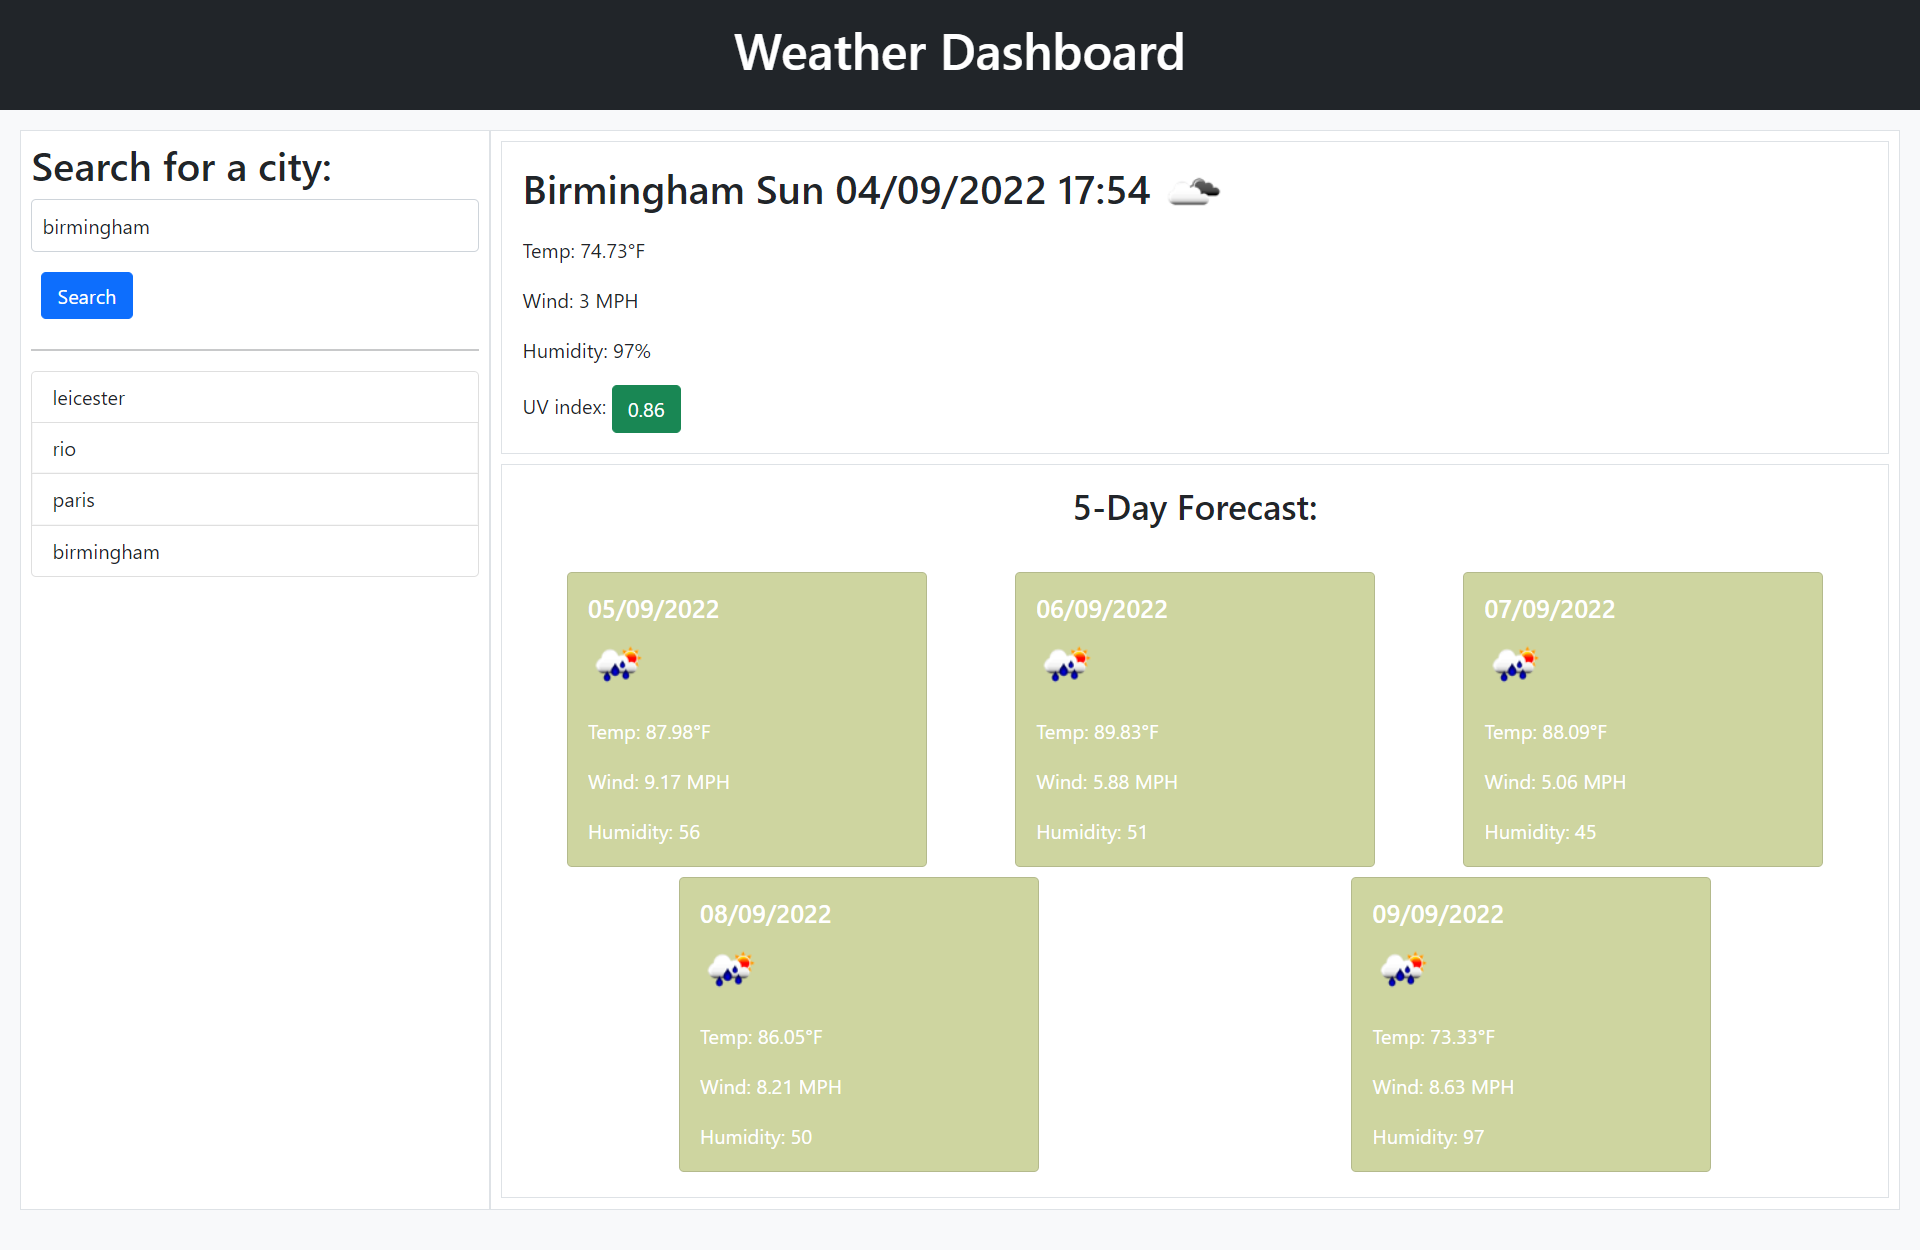 Weather Dashboard
Search for a city:
birmingham
Search
leicester
rio
paris
birmingham
Birmingham Sun 04/09/2022 17:54
Temp: 74.73°F
Wind: 3 MPH
Humidity: 97%
UV index: 0.86
5-Day Forecast:
05/09/2022
Temp: 87.98°F
Wind: 9.17 MPH
Humidity: 56
06/09/2022
Temp: 89.83°F
Wind: 5.88 MPH
Humidity: 51
07/09/2022
Temp: 88.09°F
Wind: 5.06 MPH
Humidity: 45
08/09/2022
Temp: 86.05°F
Wind: 8.21 MPH
Humidity: 50
09/09/2022
Temp: 73.33°F
Wind: 8.63 MPH
Humidity: 97